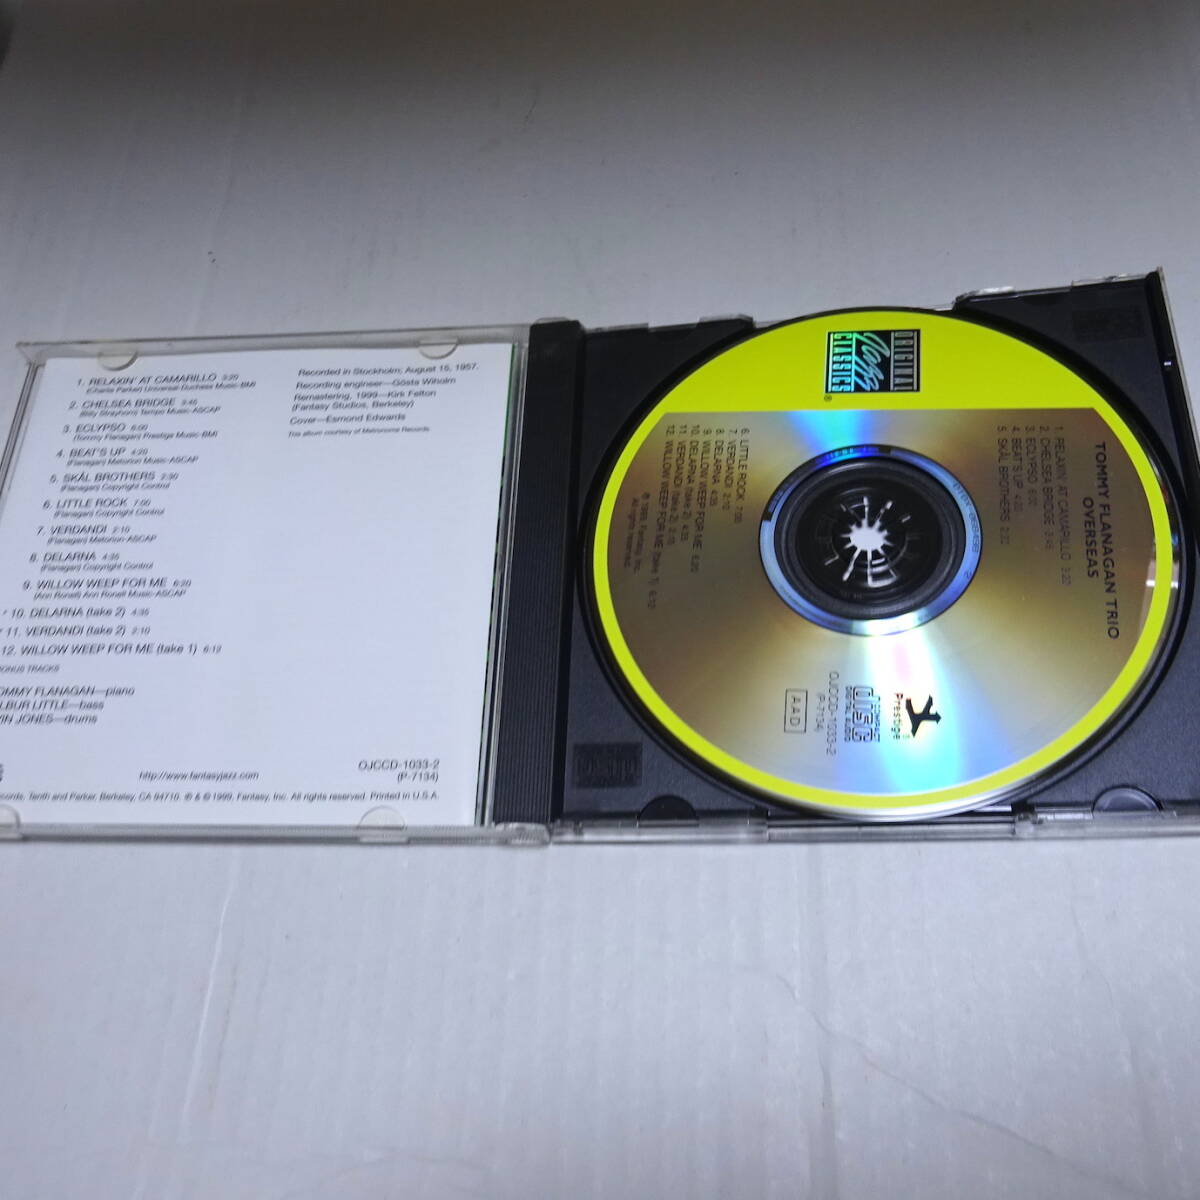 1. RELAXIN' AT CAMARILLO 3:20
(Charlie Parker) Universal-Duchess Music-BMI
2. CHELSEA BRIDGE 3:45
(Billy Strayhorn) Tempo Music-ASCAP
3. ECLYPSO 6:00
(Tommy Flanagan) Prestige Music-BMI
4. BEAT'S UP 4:20
(Flanagan) Metorion Music-ASCAP
5. SKÅL BROTHERS 2:30
(Flanagan) Copyright Control
6. LITTLE ROCK 7:00
(Flanagan) Copyright Control
7. VERDANDI 2:10
(Flanagan) Metorion-ASCAP
8. DELARNA 4:35
(Flanagan) Copyright Control
9. WILLOW WEEP FOR ME 6:20
(Ann Ronell) Ann Ronell Music-ASCAP
* 10. DELARNA (take 2) 4:35
11. VERDANDI (take 2) 2:10
12. WILLOW WEEP FOR ME (take 1) 6:12
BONUS TRACKS
OMMY FLANAGAN—piano
LBUR LITTLE—bass
VIN JONES—drums
Recorded in Stockholm; August 15, 1957.
Recording engineer—Gösta Wiholm
Remastering, 1999—Kirk Felton
(Fantasy Studios, Berkeley)
Cover—Esmond Edwards
This album courtesy of Metronome Records.
http://www.fantasyjazz.com
OJCCD-1033-2
(P-7134)
cords, Tenth and Parker, Berkeley, CA 94710. ℗ & © 1999, Fantasy, Inc. All rights reserved. Printed in U.S.A.
ORIGINAL
Jazz
CLASSICS®
TOMMY FLANAGAN TRIO
OVERSEAS
1. RELAXIN' AT CAMARILLO 3:20
2. CHELSEA BRIDGE 3:45
3. ECLYPSO 6:00
4. BEAT'S UP
5. SKÅL BROTHERS
6. LITTLE ROCK 7:00
7. VERDANDI 2:10
8. DELARNA 4:35
9. WILLOW WEEP FOR ME 6:20
10. DELARNA (take 2) 4:35
11. VERDANDI (take 2) 2:10
12. WILLOW WEEP FOR ME (take 1) 6:12
℗ 1999, Fantasy, Inc.
All rights reserved.
Prestige
COMPACT
disc
DIGITAL AUDIO
OJCCD-1033-2
(P-7134)
AAD